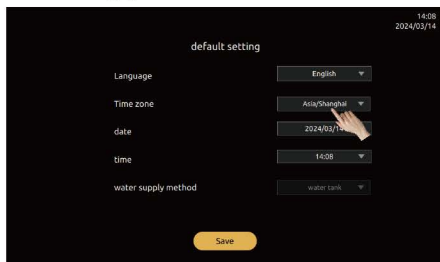 14:08
2024/03/14
default setting
Language English
Time zone Asia/Shanghai
date 2024/03/14
time 14:08
water supply method water tank
Save